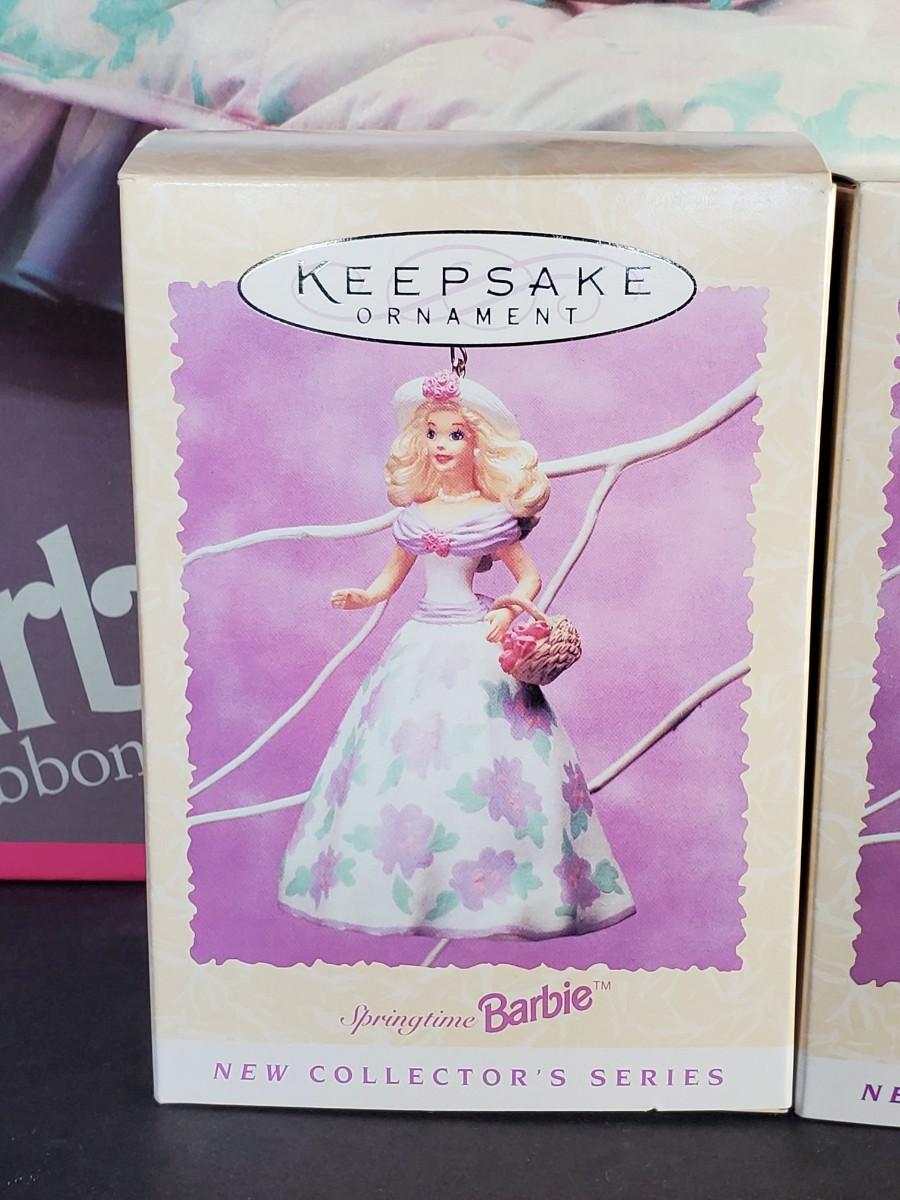 KEEPSAKE
ORNAMENT
Springtime Barbie™
NEW COLLECTOR'S SERIES